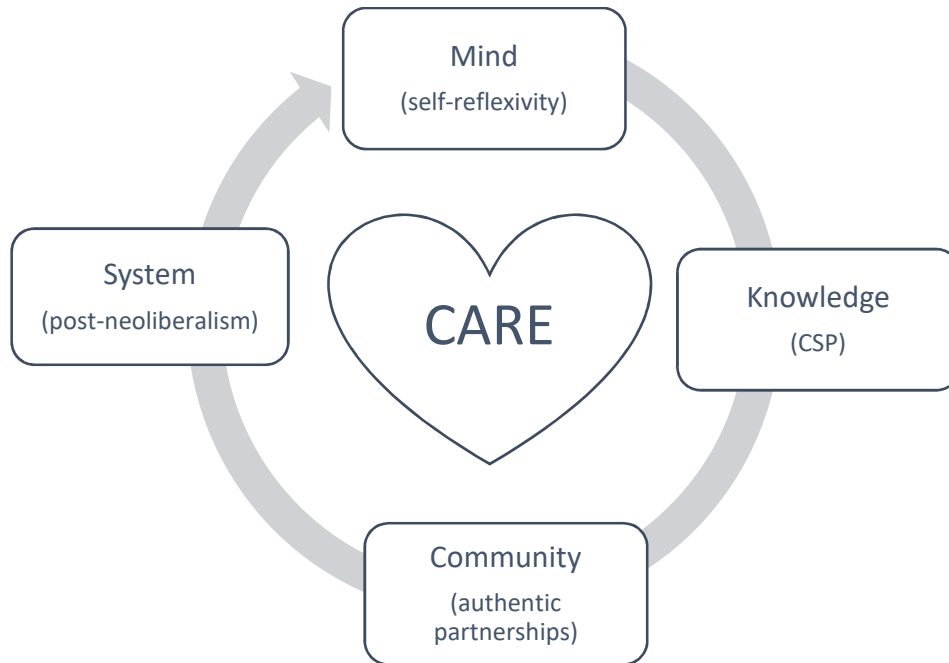 Mind
(self-reflexivity)
System
(post-neoliberalism)
CARE
Knowledge
(CSP)
Community
(authentic
partnerships)